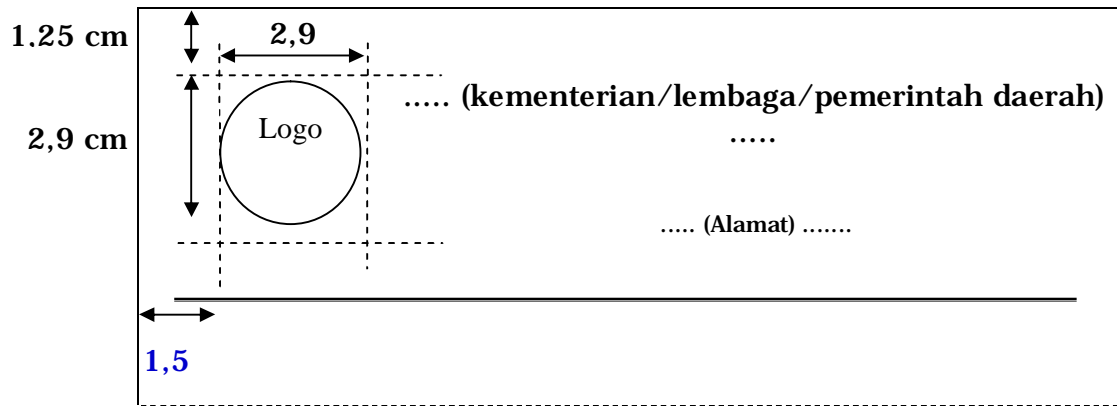 1,25 cm
2,9
..... (kementerian/lembaga/pemerintah daerah)
.....
Logo
2,9 cm
..... (Alamat) .......
1,5